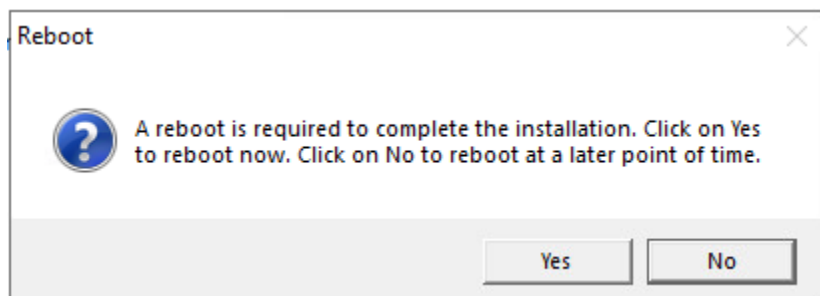 Reboot
A reboot is required to complete the installation. Click on Yes
to reboot now. Click on No to reboot at a later point of time.
Yes
No